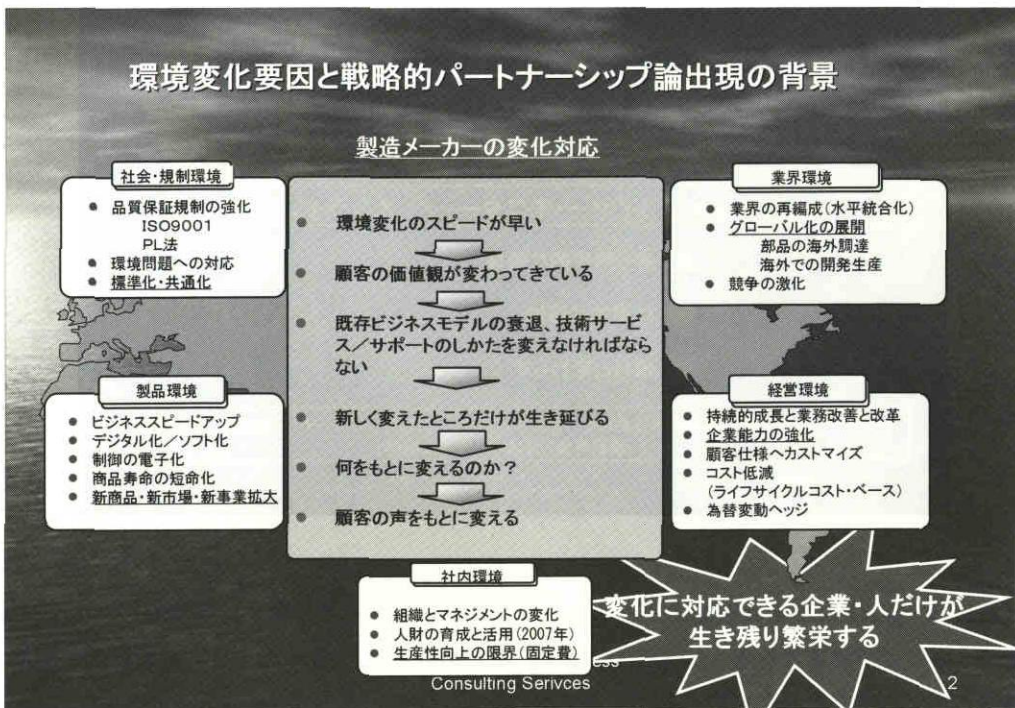 環境変化要因と戦略的パートナーシップ論出現の背景
製造メーカーの変化対応
社会・規制環境
● 品質保証規制の強化
ISO9001
PL法
● 環境問題への対応
● 標準化・共通化
製品環境
● ビジネススピードアップ
● デジタル化／ソフト化
● 制御の電子化
● 商品寿命の短命化
● 新商品・新市場・新事業拡大
● 環境変化のスピードが早い
● 顧客の価値観が変わってきている
● 既存ビジネスモデルの衰退、技術サービ
ス／サポートのしかたを変えなければなら
ない
● 新しく変えたところだけが生き延びる
● 何をもとに変えるのか？
● 顧客の声をもとに変える
業界環境
● 業界の再編成(水平統合化)
● グローバル化の展開
部品の海外調達
海外での開発生産
● 競争の激化
経営環境
● 持続的成長と業務改善と改革
● 企業能力の強化
● 顧客仕様へカストマイズ
● コスト低減
(ライフサイクルコスト・ベース)
● 為替変動ヘッジ
社内環境
● 組織とマネジメントの変化
● 人財の育成と活用(2007年)
● 生産性向上の限界(固定費)
変化に対応できる企業・人だけが
生き残り繁栄する
ess
Consulting Serivces
2